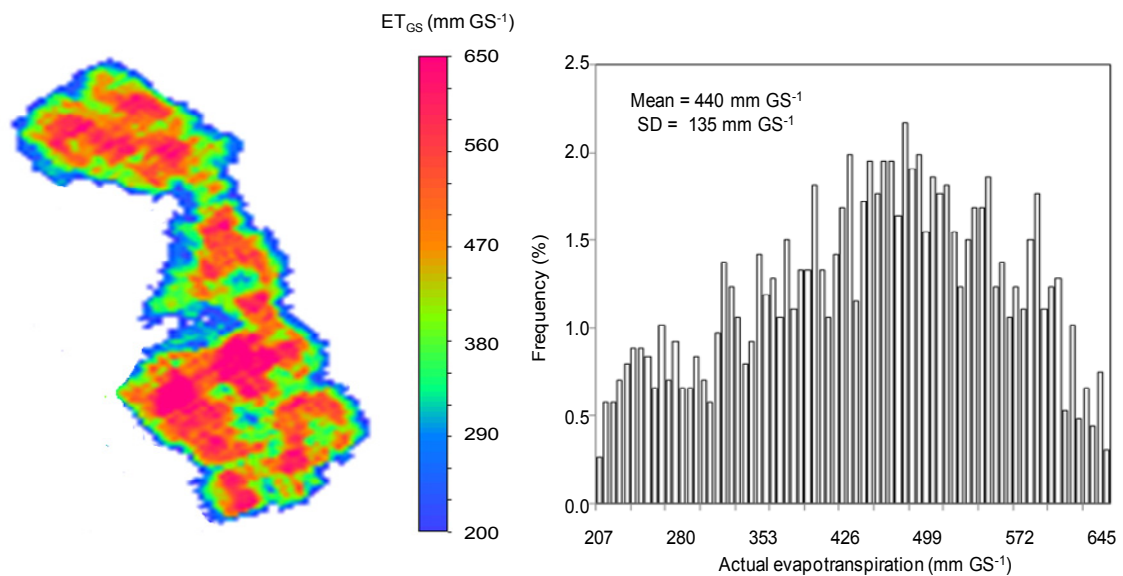 ET_GS (mm GS⁻¹)
650
560
470
380
290
200
2.5
2.0
1.5
1.0
0.5
0.0
Frequency (%)
Mean = 440 mm GS⁻¹
SD = 135 mm GS⁻¹
207 280 353 426 499 572 645
Actual evapotranspiration (mm GS⁻¹)